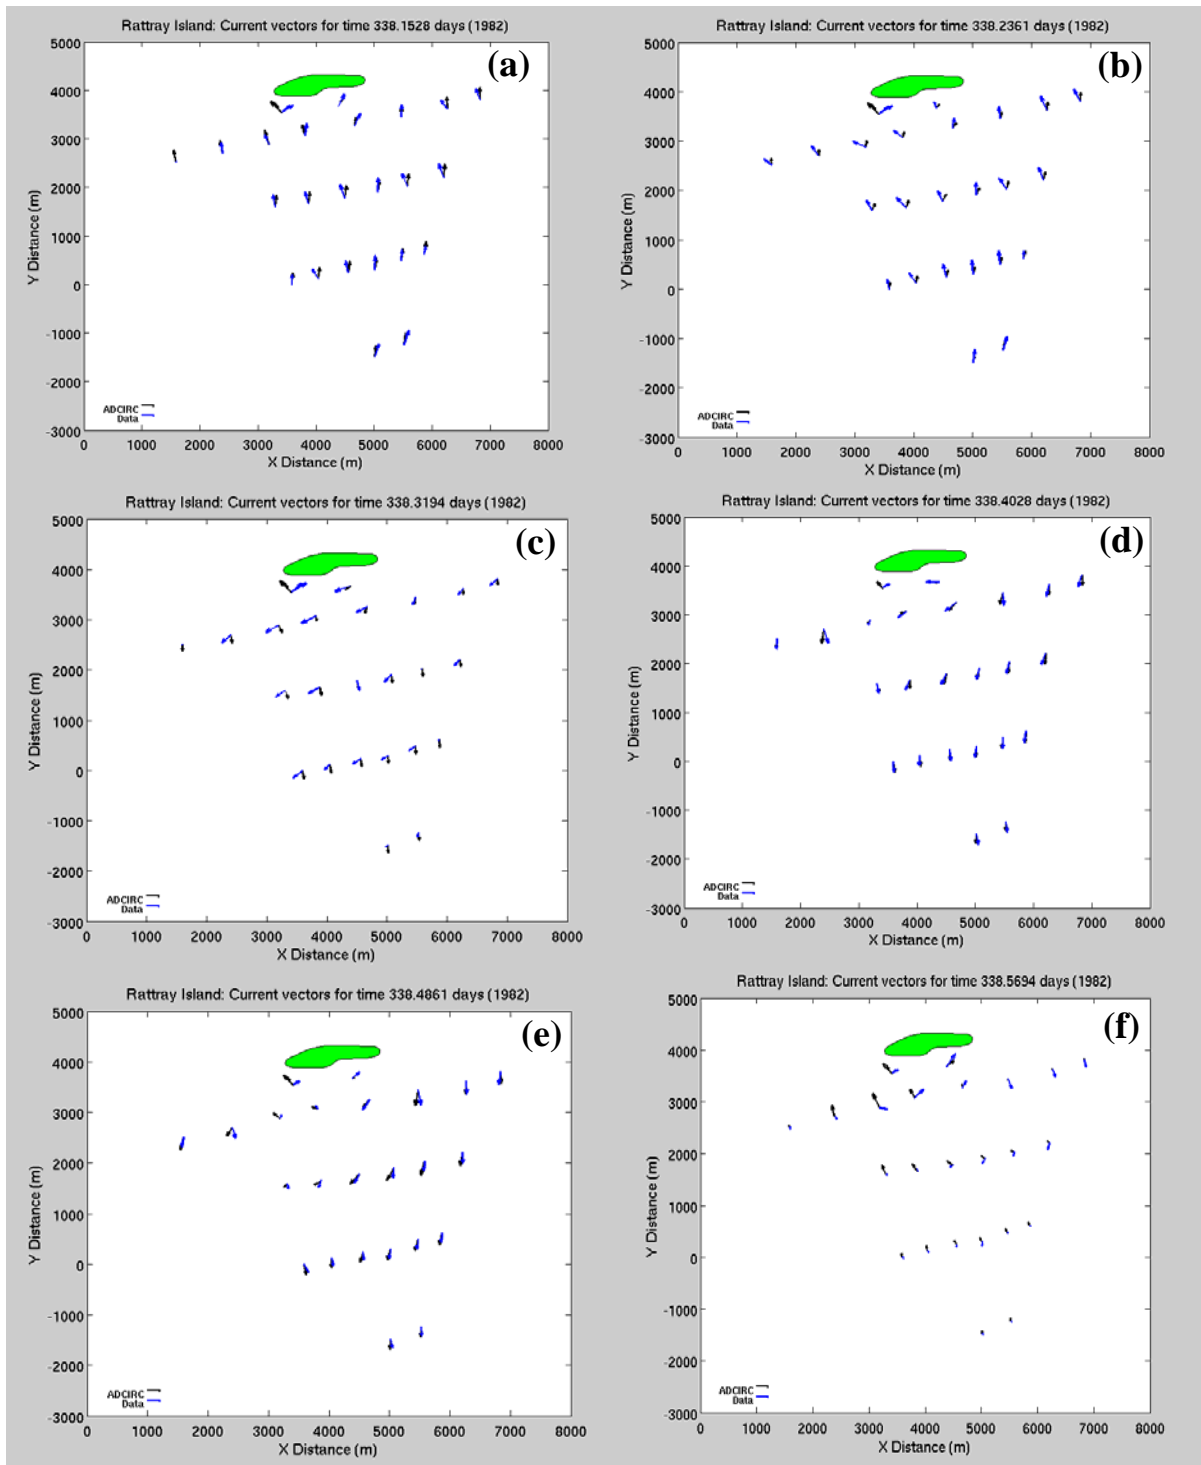 Rattray Island: Current vectors for time 338.1528 days (1982)
(a)
5000
4000
3000
2000
1000
0
-1000
-2000
-3000
Y Distance (m)
ADCIRC
Data
0 1000 2000 3000 4000 5000 6000 7000 8000
X Distance (m)
Rattray Island: Current vectors for time 338.2361 days (1982)
(b)
5000
4000
3000
2000
1000
0
-1000
-2000
-3000
Y Distance (m)
ADCIRC
Data
0 1000 2000 3000 4000 5000 6000 7000 8000
X Distance (m)
Rattray Island: Current vectors for time 338.3194 days (1982)
(c)
5000
4000
3000
2000
1000
0
-1000
-2000
-3000
Y Distance (m)
ADCIRC
Data
0 1000 2000 3000 4000 5000 6000 7000 8000
X Distance (m)
Rattray Island: Current vectors for time 338.4028 days (1982)
(d)
5000
4000
3000
2000
1000
0
-1000
-2000
-3000
Y Distance (m)
ADCIRC
Data
0 1000 2000 3000 4000 5000 6000 7000 8000
X Distance (m)
Rattray Island: Current vectors for time 338.4861 days (1982)
(e)
5000
4000
3000
2000
1000
0
-1000
-2000
-3000
Y Distance (m)
ADCIRC
Data
0 1000 2000 3000 4000 5000 6000 7000 8000
X Distance (m)
Rattray Island: Current vectors for time 338.5694 days (1982)
(f)
5000
4000
3000
2000
1000
0
-1000
-2000
-3000
Y Distance (m)
ADCIRC
Data
0 1000 2000 3000 4000 5000 6000 7000 8000
X Distance (m)